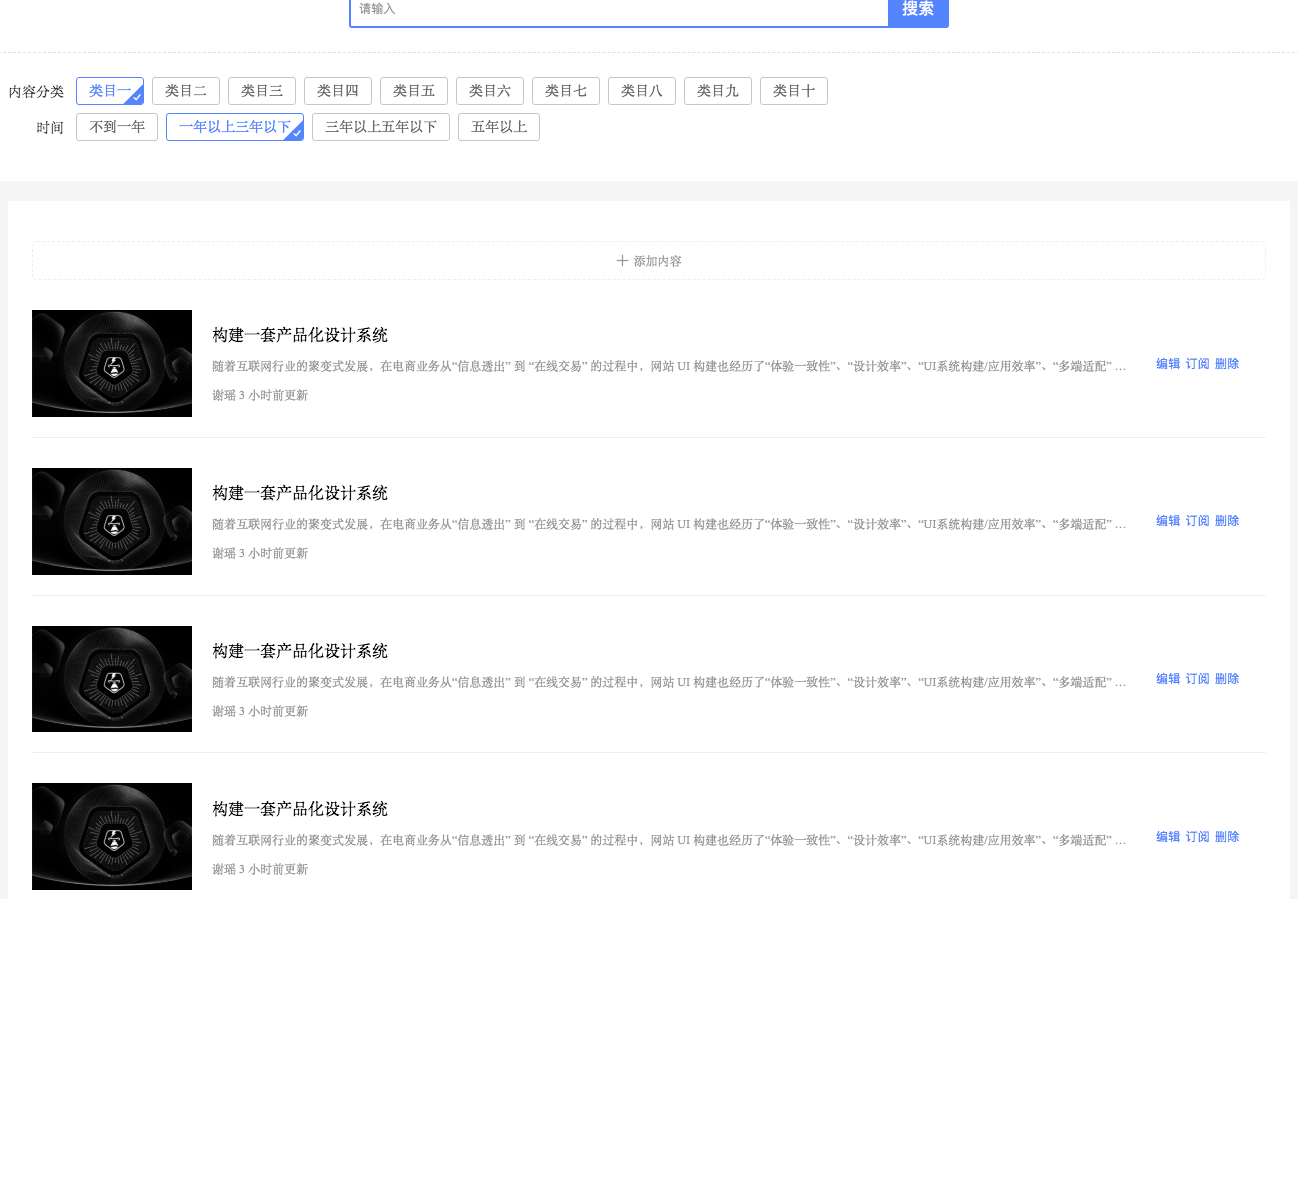 请输入 搜索
内容分类 类目一 类目二 类目三 类目四 类目五 类目六 类目七 类目八 类目九 类目十
时间 不到一年 一年以上三年以下 三年以上五年以下 五年以上
添加内容
构建一套产品化设计系统
随着互联网行业的聚变式发展，在电商业务从“信息透出” 到 “在线交易” 的过程中，网站 UI 构建也经历了“体验一致性”、“设计效率”、“UI系统构建/应用效率”、“多端适配” …
编辑 订阅 删除
谢瑶 3 小时前更新
构建一套产品化设计系统
随着互联网行业的聚变式发展，在电商业务从“信息透出” 到 “在线交易” 的过程中，网站 UI 构建也经历了“体验一致性”、“设计效率”、“UI系统构建/应用效率”、“多端适配” …
编辑 订阅 删除
谢瑶 3 小时前更新
构建一套产品化设计系统
随着互联网行业的聚变式发展，在电商业务从“信息透出” 到 “在线交易” 的过程中，网站 UI 构建也经历了“体验一致性”、“设计效率”、“UI系统构建/应用效率”、“多端适配” …
编辑 订阅 删除
谢瑶 3 小时前更新
构建一套产品化设计系统
随着互联网行业的聚变式发展，在电商业务从“信息透出” 到 “在线交易” 的过程中，网站 UI 构建也经历了“体验一致性”、“设计效率”、“UI系统构建/应用效率”、“多端适配” …
编辑 订阅 删除
谢瑶 3 小时前更新